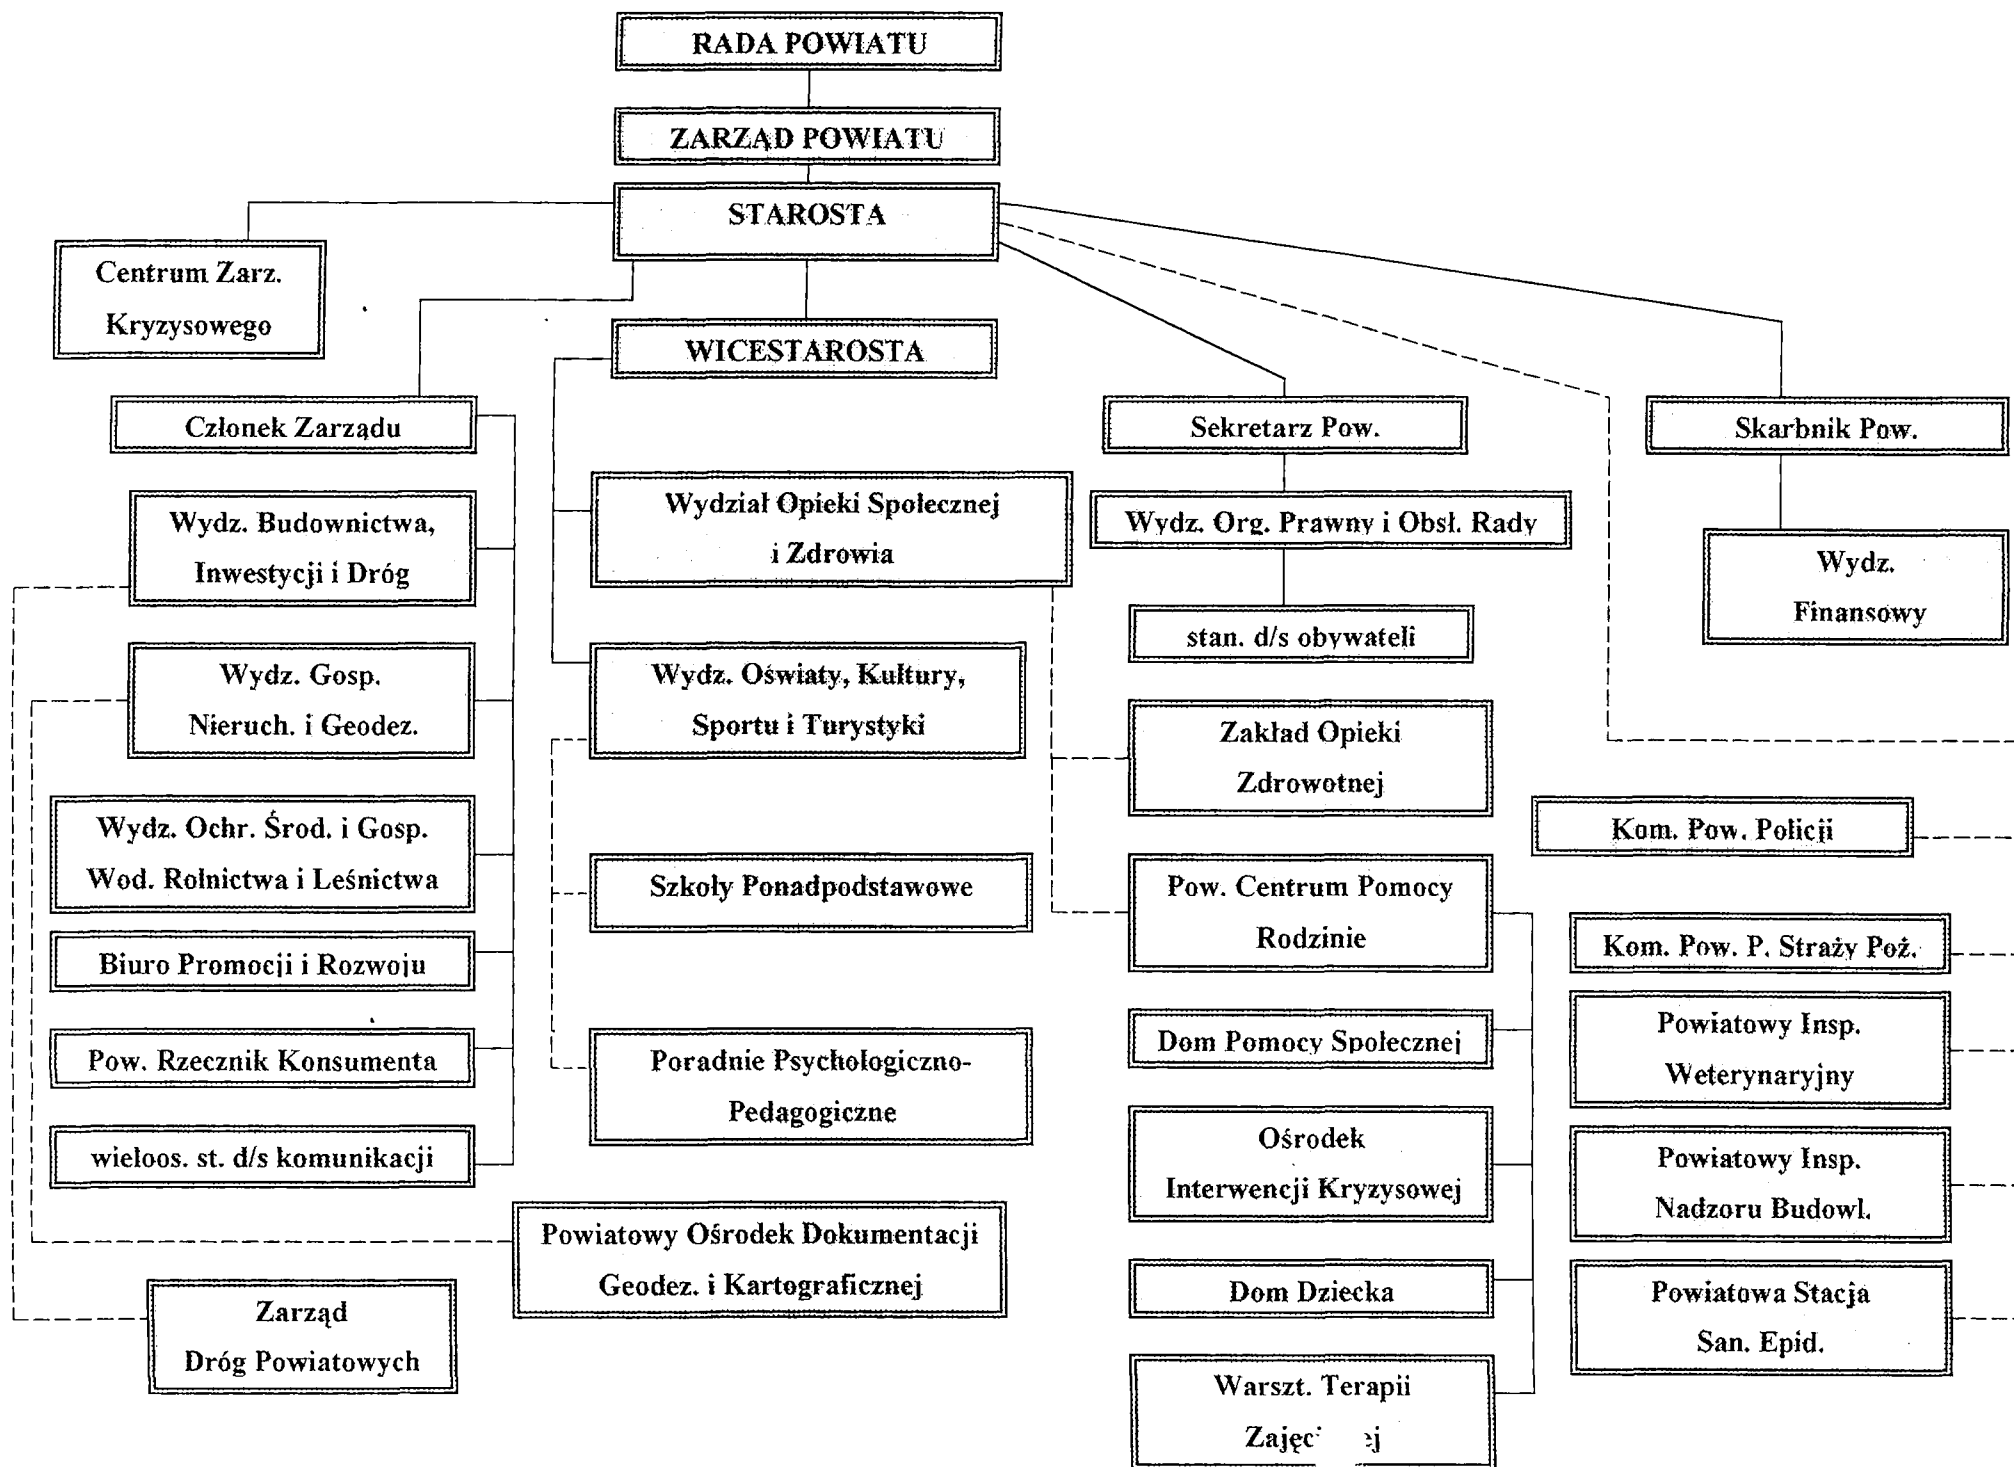 RADA POWIATU
ZARZĄD POWIATU
STAROSTA
Centrum Zarz.
Kryzysowego
WICESTAROSTA
Członek Zarządu
Sekretarz Pow.
Skarbnik Pow.
Wydz. Budownictwa,
Inwestycji i Dróg
Wydział Opieki Społecznej
i Zdrowia
Wydz. Org. Prawny i Obsł. Rady
Wydz.
Finansowy
stan. d/s obywateli
Wydz. Gosp.
Nieruch. i Geodez.
Wydz. Oświaty, Kultury,
Sportu i Turystyki
Zakład Opieki
Zdrowotnej
Wydz. Ochr. Środ. i Gosp.
Wod. Rolnictwa i Leśnictwa
Szkoły Ponadpodstawowe
Pow. Centrum Pomocy
Rodzinie
Kom. Pow. Policji
Biuro Promocji i Rozwoju
Kom. Pow. P. Straży Poż.
Pow. Rzecznik Konsumenta
Poradnie Psychologiczno-
Pedagogiczne
Dom Pomocy Społecznej
Powiatowy Insp.
Weterynaryjny
wieloos. st. d/s komunikacji
Ośrodek
Interwencji Kryzysowej
Powiatowy Insp.
Nadzoru Budowl.
Powiatowy Ośrodek Dokumentacji
Geodez. i Kartograficznej
Dom Dziecka
Powiatowa Stacja
San. Epid.
Zarząd
Dróg Powiatowych
Warszt. Terapii